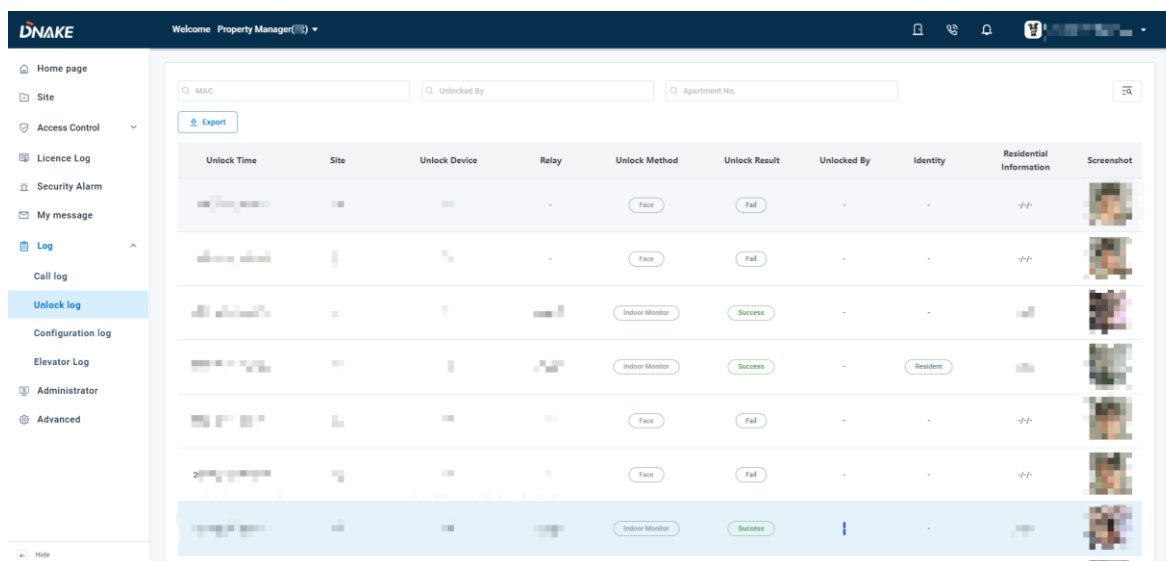 DNAKE
Welcome Property Manager( )
Home page
Site
Access Control
Licence Log
Security Alarm
My message
Log
Call log
Unlock log
Configuration log
Elevator Log
Administrator
Advanced
Hide
MAC
Unlocked By
Apartment No.
Export
Unlock Time Site Unlock Device Relay Unlock Method Unlock Result Unlocked By Identity Residential Information Screenshot
- Face Fail - - -/-/-
- Face Fail - - -/-/-
Indoor Monitor Success - -
Indoor Monitor Success - Resident
Face Fail - - -/-/-
Face Fail - - -/-/-
Indoor Monitor Success -